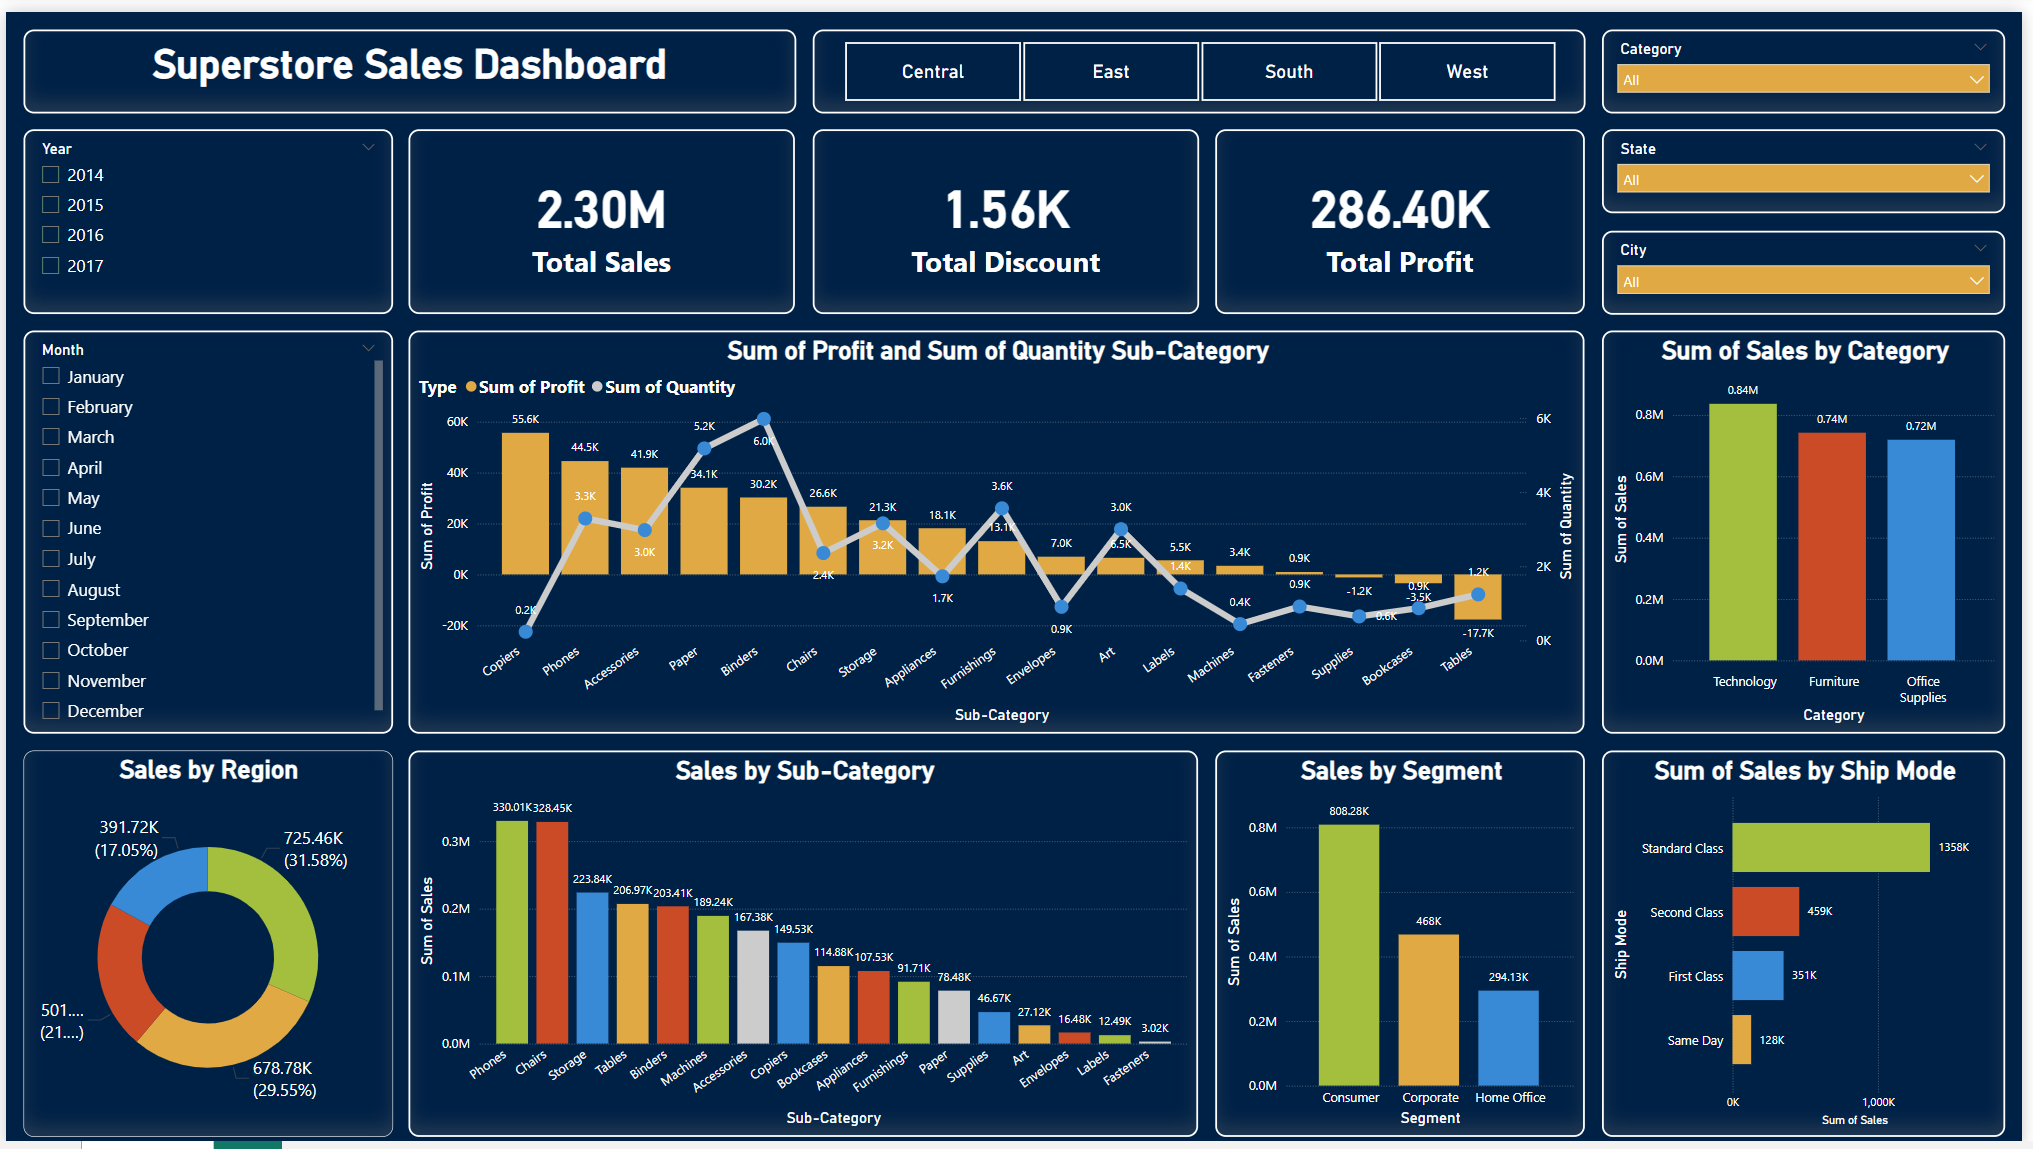 Superstore Sales Dashboard
Central
East
South
West
Category
All
Year
2014
2015
2016
2017
2.30M
Total Sales
1.56K
Total Discount
286.40K
Total Profit
State
All
City
All
Month
January
February
March
April
May
June
July
August
September
October
November
December
Sum of Profit and Sum of Quantity Sub-Category
Type Sum of Profit Sum of Quantity
Sum of Profit
60K
40K
20K
0K
-20K
55.6K
44.5K
41.9K
34.1K
30.2K
26.6K
21.3K
18.1K
13.1K
7.0K
6.5K
5.5K
3.4K
0.9K
-1.2K
-3.5K
-17.7K
0.2K
3.3K
3.0K
5.2K
6.0K
2.4K
3.2K
1.7K
3.6K
0.9K
3.0K
1.4K
0.4K
0.9K
0.6K
0.9K
1.2K
6K
4K
2K
0K
Sum of Quantity
Copiers
Phones
Accessories
Paper
Binders
Chairs
Storage
Appliances
Furnishings
Envelopes
Art
Labels
Machines
Fasteners
Supplies
Bookcases
Tables
Sub-Category
Sum of Sales by Category
Sum of Sales
0.8M
0.6M
0.4M
0.2M
0.0M
0.84M
0.74M
0.72M
Technology
Furniture
Office
Supplies
Category
Sales by Region
391.72K
(17.05%)
725.46K
(31.58%)
501....
(21....)
678.78K
(29.55%)
Sales by Sub-Category
Sum of Sales
0.3M
0.2M
0.1M
0.0M
330.01K
328.45K
223.84K
206.97K
203.41K
189.24K
167.38K
149.53K
114.88K
107.53K
91.71K
78.48K
46.67K
27.12K
16.48K
12.49K
3.02K
Phones
Chairs
Storage
Tables
Binders
Machines
Accessories
Copiers
Bookcases
Appliances
Furnishings
Paper
Supplies
Art
Envelopes
Labels
Fasteners
Sub-Category
Sales by Segment
Sum of Sales
0.8M
0.6M
0.4M
0.2M
0.0M
808.28K
468K
294.13K
Consumer
Corporate
Home Office
Segment
Sum of Sales by Ship Mode
Ship Mode
Standard Class
1358K
Second Class
459K
First Class
351K
Same Day
128K
0K
1,000K
Sum of Sales